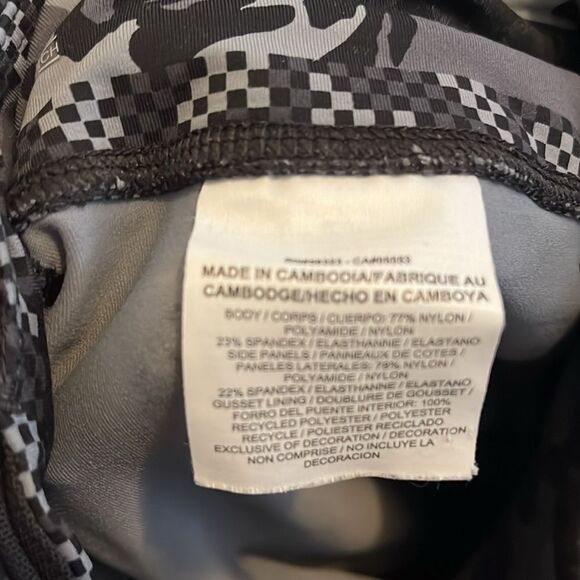 CH
MADE IN CAMBODIA/FABRIQUE AU
CAMBODGE/HECHO EN CAMBOYA
BODY / CORPS / CUERPO: 77% NYLON /
POLYAMIDE / NYLON
23% SPANDEX / ELASTHANNE / ELASTANO
SIDE PANELS / PANNEAUX DE COTES /
PANELES LATERALES: 78% NYLON /
POLYAMIDE / NYLON
22% SPANDEX / ELASTHANNE / ELASTANO
GUSSET LINING / DOUBLURE DE GOUSSET /
FORRO DEL PUENTE INTERIOR: 100%
RECYCLED POLYESTER / POLYESTER
RECYCLE / POLIESTER RECICLADO
EXCLUSIVE OF DECORATION / DECORATION
NON COMPRISE / NO INCLUYE LA
DECORACION